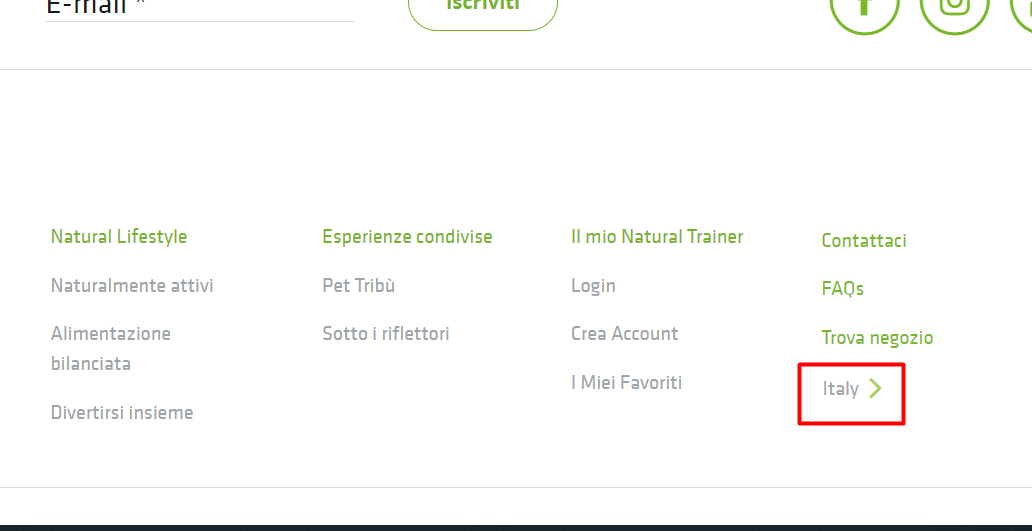 E-mail *
Iscriviti
Natural Lifestyle
Naturalmente attivi
Alimentazione
bilanciata
Divertirsi insieme
Esperienze condivise
Pet Tribù
Sotto i riflettori
Il mio Natural Trainer
Login
Crea Account
I Miei Favoriti
Contattaci
FAQs
Trova negozio
Italy